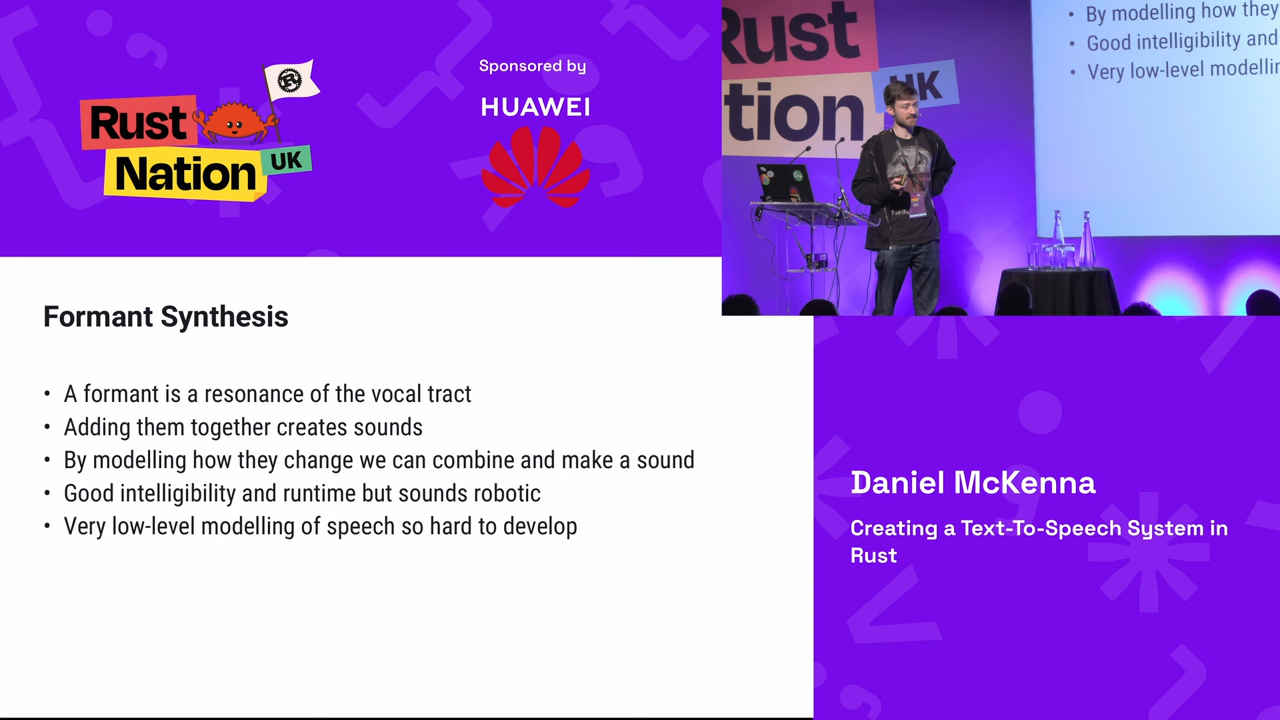 Rust
Nation
UK
Sponsored by
HUAWEI
Rust
tion
UK
• By modelling how they
• Good intelligibility and
• Very low-level modellin
Formant Synthesis
• A formant is a resonance of the vocal tract
• Adding them together creates sounds
• By modelling how they change we can combine and make a sound
• Good intelligibility and runtime but sounds robotic
• Very low-level modelling of speech so hard to develop
Daniel McKenna
Creating a Text-To-Speech System in
Rust